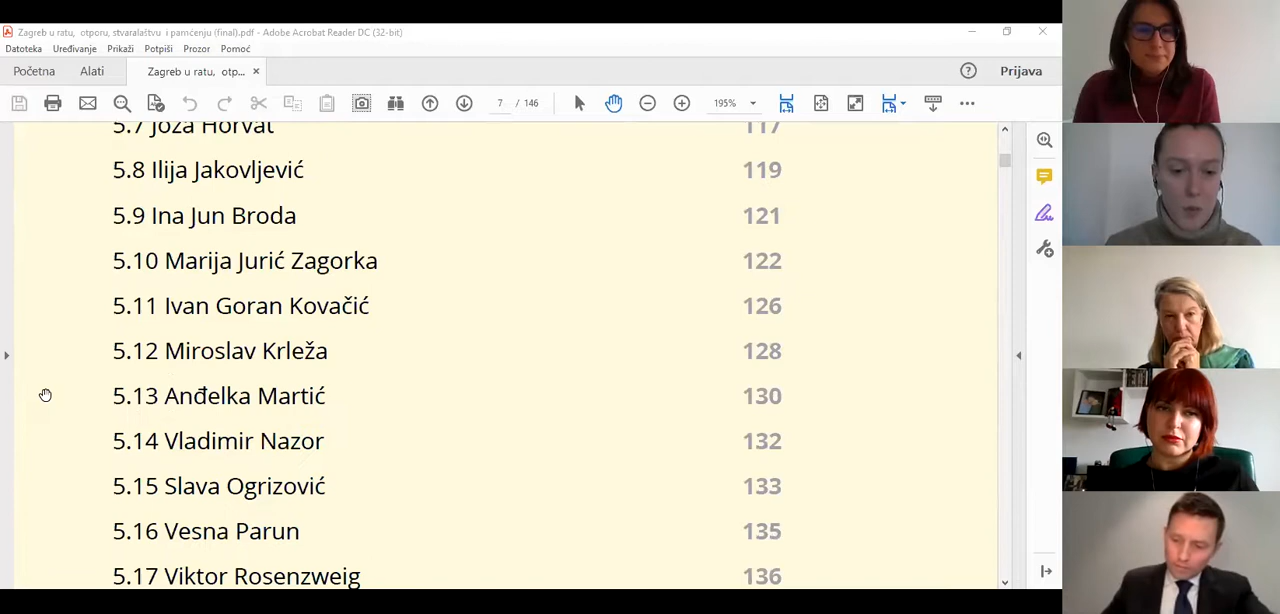 Zagreb u ratu, otporu, stvaralaštvu i pamćenju (final).pdf - Adobe Acrobat Reader DC (32-bit)
Datoteka Uređivanje Prikaži Potpiši Prozor Pomoć
Početna Alati Zagreb u ratu, otp... Prijava
7 / 146 195%
5.7 Joža Horvat 117
5.8 Ilija Jakovljević 119
5.9 Ina Jun Broda 121
5.10 Marija Jurić Zagorka 122
5.11 Ivan Goran Kovačić 126
5.12 Miroslav Krleža 128
5.13 Anđelka Martić 130
5.14 Vladimir Nazor 132
5.15 Slava Ogrizović 133
5.16 Vesna Parun 135
5.17 Viktor Rosenzweig 136